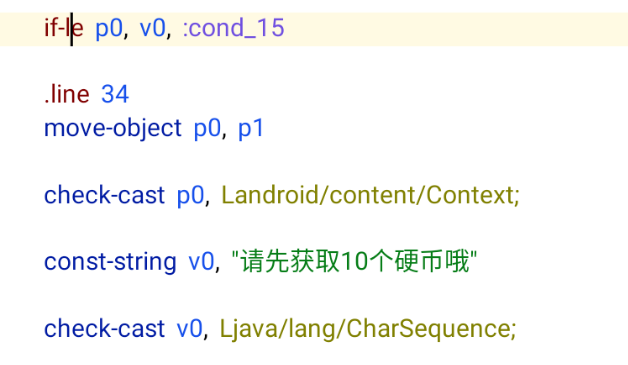 if-le p0, v0, :cond_15
.line 34
move-object p0, p1
check-cast p0, Landroid/content/Context;
const-string v0, "请先获取10个硬币哦"
check-cast v0, Ljava/lang/CharSequence;